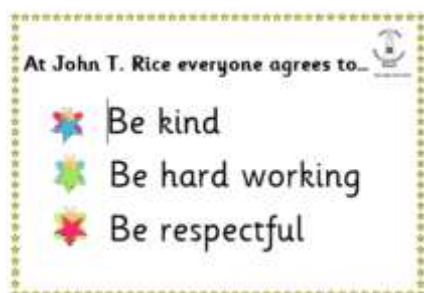 At John T. Rice everyone agrees to...
Be kind
Be hard working
Be respectful